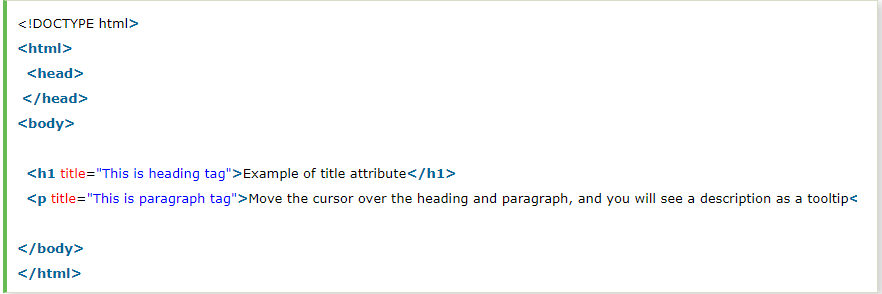 <!DOCTYPE html>
<html>
<head>
</head>
<body>
<h1 title="This is heading tag">Example of title attribute</h1>
<p title="This is paragraph tag">Move the cursor over the heading and paragraph, and you will see a description as a tooltip<
</body>
</html>